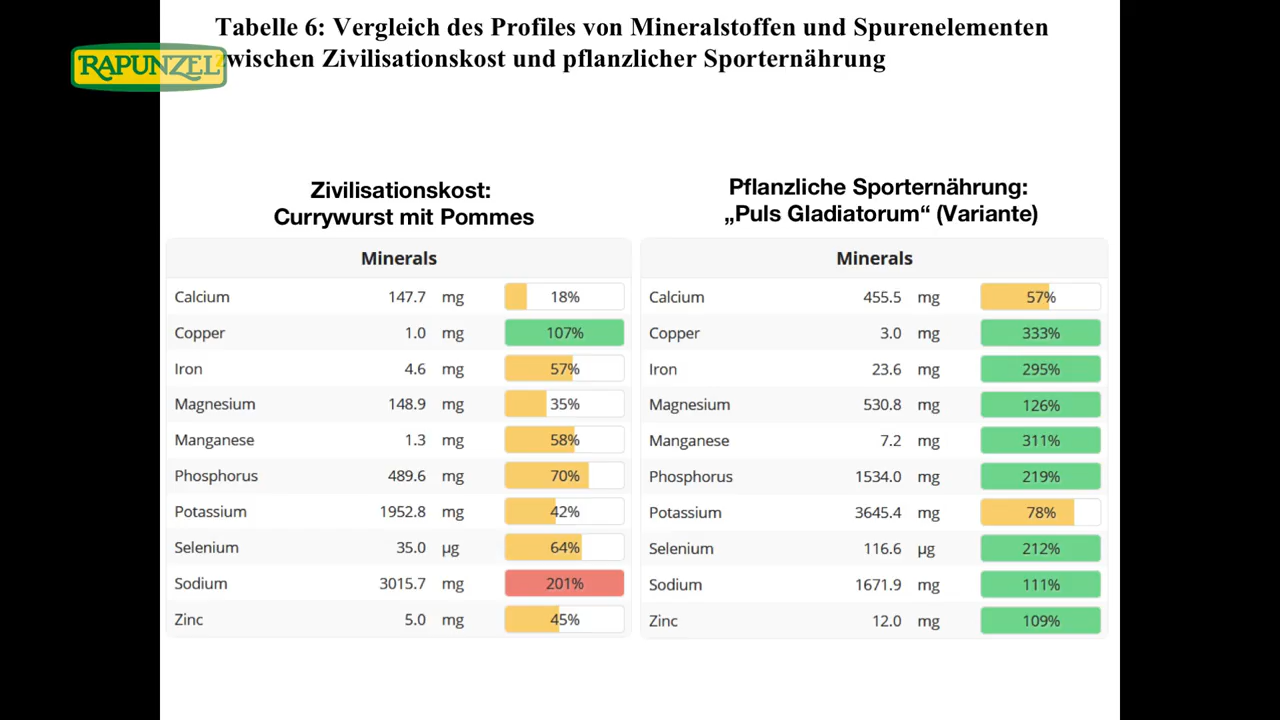 Tabelle 6: Vergleich des Profiles von Mineralstoffen und Spurenelementen
zwischen Zivilisationskost und pflanzlicher Sporternährung
RAPUNZEL
Zivilisationskost:
Currywurst mit Pommes
Minerals
Calcium 147.7 mg 18%
Copper 1.0 mg 107%
Iron 4.6 mg 57%
Magnesium 148.9 mg 35%
Manganese 1.3 mg 58%
Phosphorus 489.6 mg 70%
Potassium 1952.8 mg 42%
Selenium 35.0 µg 64%
Sodium 3015.7 mg 201%
Zinc 5.0 mg 45%
Pflanzliche Sporternährung:
„Puls Gladiatorum“ (Variante)
Minerals
Calcium 455.5 mg 57%
Copper 3.0 mg 333%
Iron 23.6 mg 295%
Magnesium 530.8 mg 126%
Manganese 7.2 mg 311%
Phosphorus 1534.0 mg 219%
Potassium 3645.4 mg 78%
Selenium 116.6 µg 212%
Sodium 1671.9 mg 111%
Zinc 12.0 mg 109%